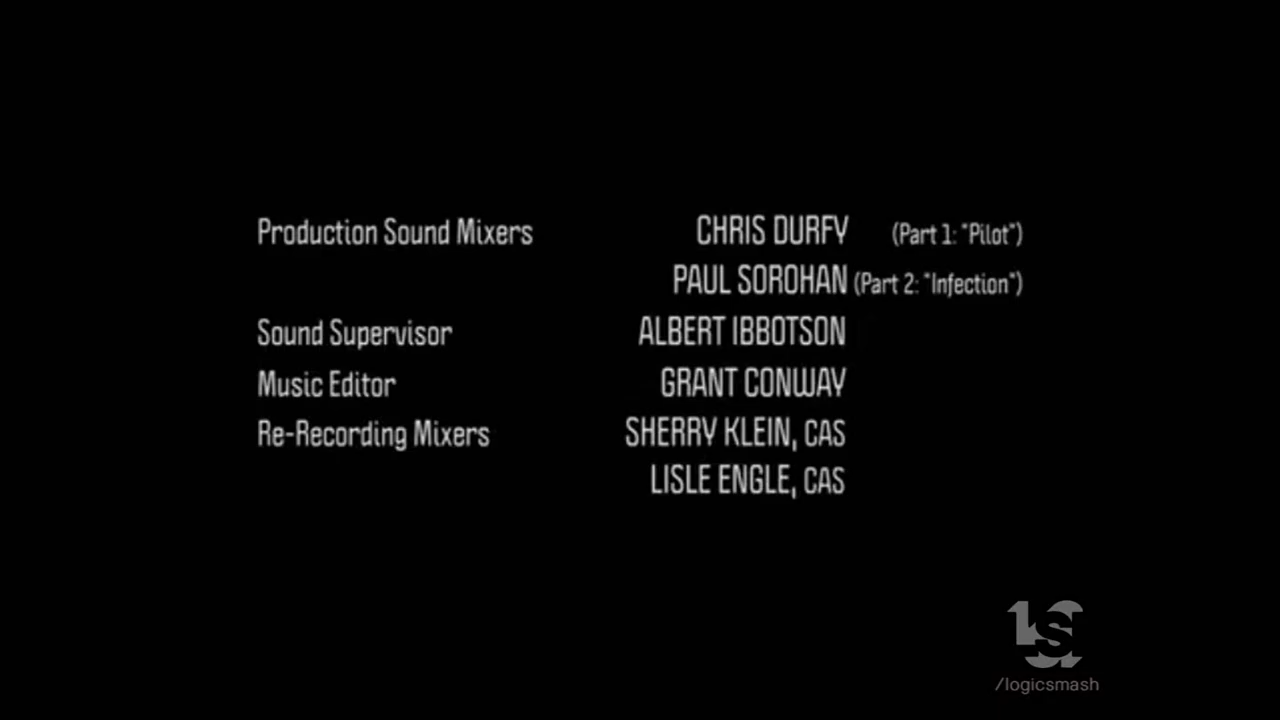 Production Sound Mixers CHRIS DURFY (Part 1: "Pilot")
PAUL SOROHAN (Part 2: "Infection")
Sound Supervisor ALBERT IBBOTSON
Music Editor GRANT CONWAY
Re-Recording Mixers SHERRY KLEIN, CAS
LISLE ENGLE, CAS
1S
/logicsmash